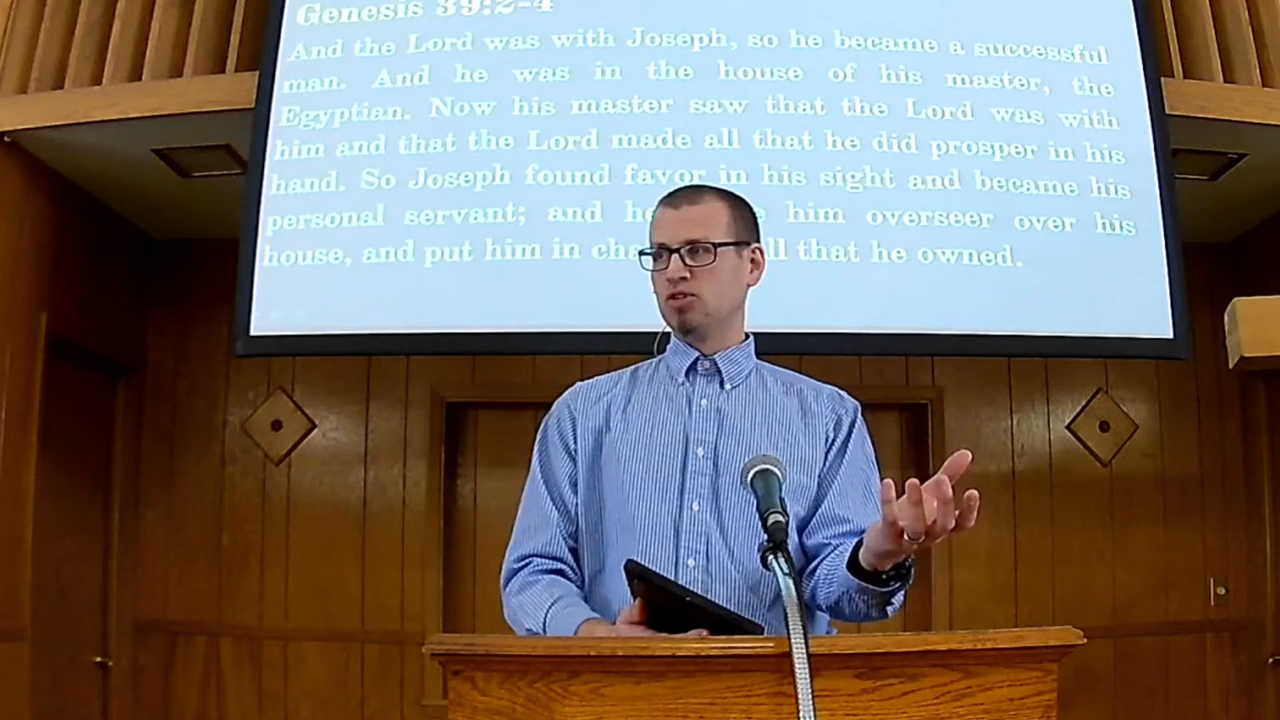 Genesis 39:2-4
And the Lord was with Joseph, so he became a successful
man. And he was in the house of his master, the
Egyptian. Now his master saw that the Lord was with
him and that the Lord made all that he did prosper in his
hand. So Joseph found favor in his sight and became his
personal servant; and him overseer over his
house, and put him in all that he owned.